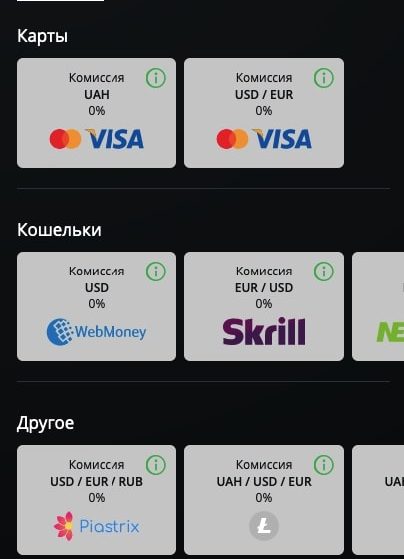 Карты
Комиссия
UAH
0%
VISA
Комиссия
USD / EUR
0%
VISA
Кошельки
Комиссия
USD
0%
WebMoney
Комиссия
EUR / USD
0%
Skrill
NE
Другое
Комиссия
USD / EUR / RUB
0%
Piastrix
Комиссия
UAH / USD / EUR
0%
UA